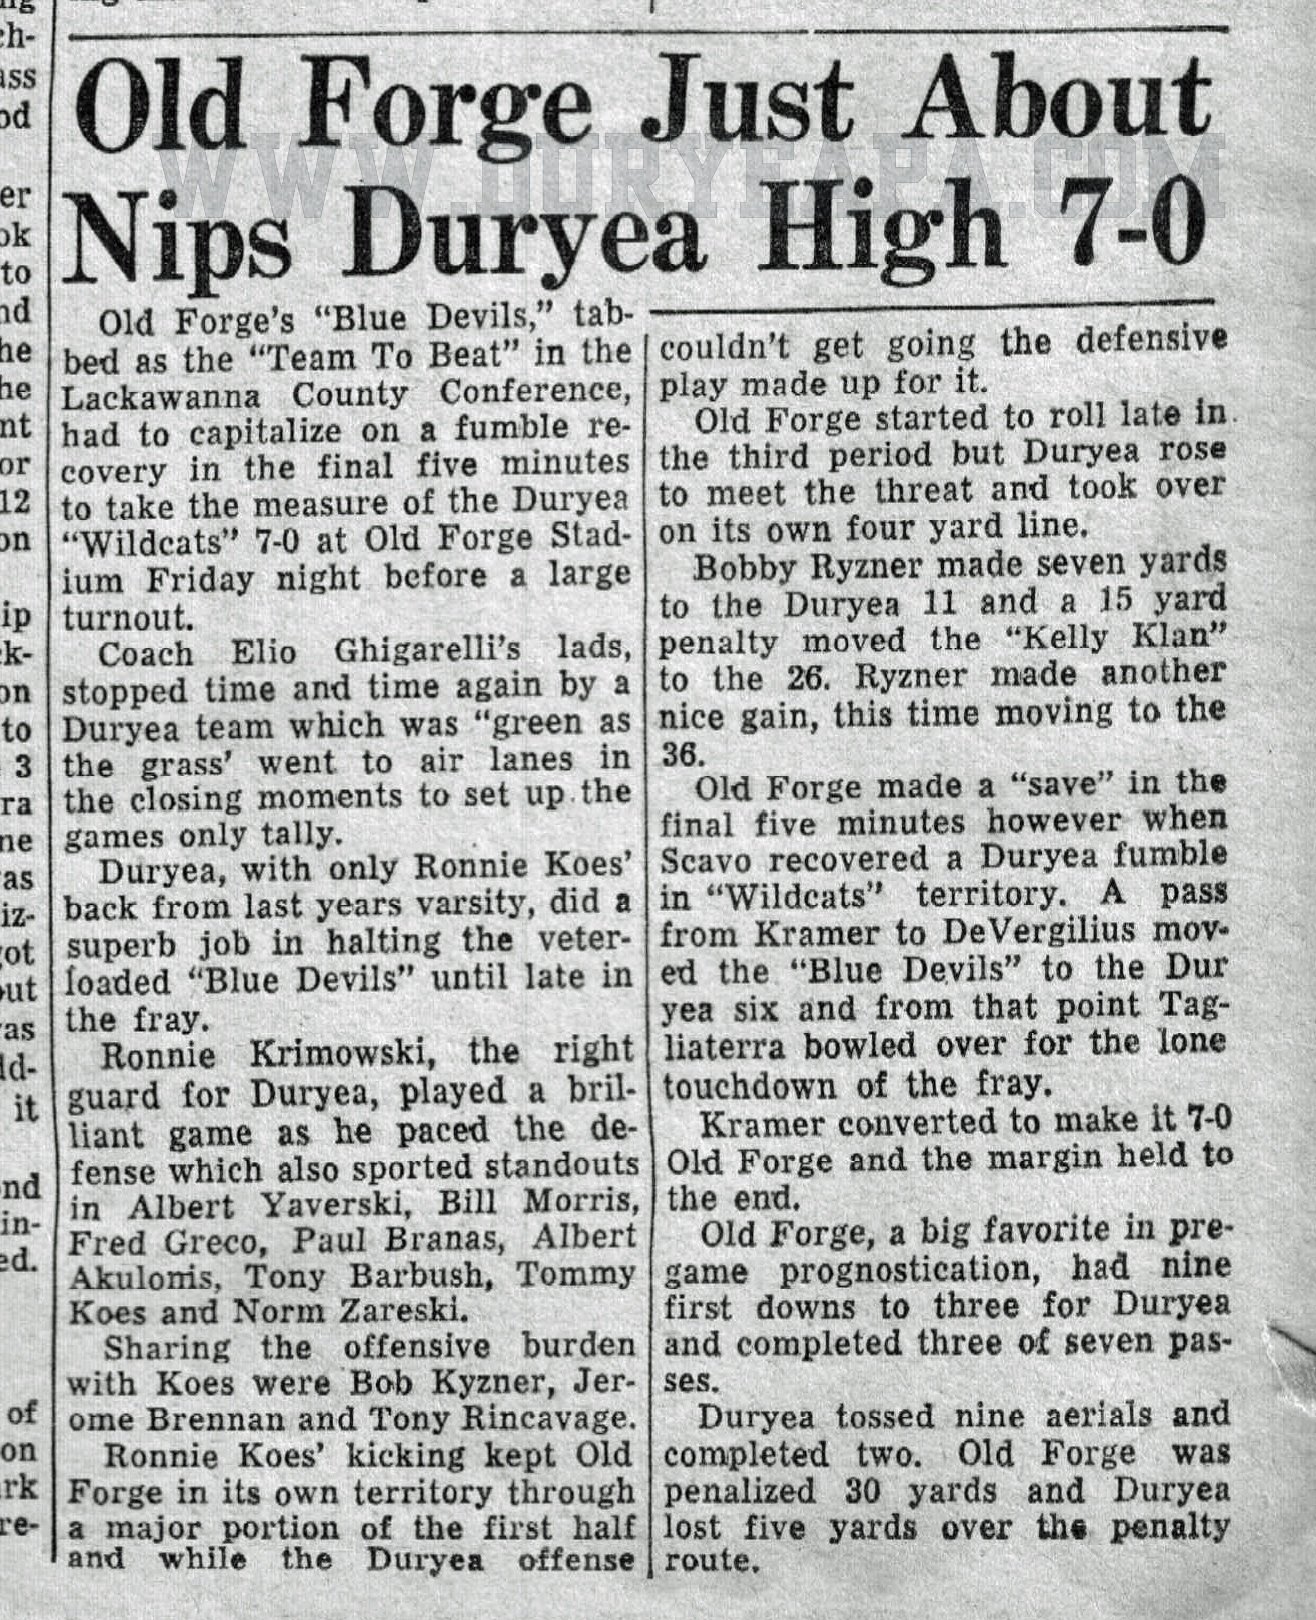 Old Forge Just About
Nips Duryea High 7-0
WWW.DURYEAPA.COM
Old Forge's "Blue Devils," tab-
bed as the "Team To Beat" in the
Lackawanna County Conference,
had to capitalize on a fumble re-
covery in the final five minutes
to take the measure of the Duryea
"Wildcats" 7-0 at Old Forge Stad-
ium Friday night before a large
turnout.
Coach Elio Ghigarelli's lads,
stopped time and time again by a
Duryea team which was "green as
the grass' went to air lanes in
the closing moments to set up the
games only tally.
Duryea, with only Ronnie Koes'
back from last years varsity, did a
superb job in halting the veter-
loaded "Blue Devils" until late in
the fray.
Ronnie Krimowski, the right
guard for Duryea, played a bril-
liant game as he paced the de-
fense which also sported standouts
in Albert Yaverski, Bill Morris,
Fred Greco, Paul Branas, Albert
Akulonis, Tony Barbush, Tommy
Koes and Norm Zareski.
Sharing the offensive burden
with Koes were Bob Kyzner, Jer-
ome Brennan and Tony Rincavage.
Ronnie Koes' kicking kept Old
Forge in its own territory through
a major portion of the first half
and while the Duryea offense
couldn't get going the defensive
play made up for it.
Old Forge started to roll late in
the third period but Duryea rose
to meet the threat and took over
on its own four yard line.
Bobby Ryzner made seven yards
to the Duryea 11 and a 15 yard
penalty moved the "Kelly Klan"
to the 26. Ryzner made another
nice gain, this time moving to the
36.
Old Forge made a "save" in the
final five minutes however when
Scavo recovered a Duryea fumble
in "Wildcats" territory. A pass
from Kramer to DeVergilius mov-
ed the "Blue Devils" to the Dur
yea six and from that point Tag-
liaterra bowled over for the lone
touchdown of the fray.
Kramer converted to make it 7-0
Old Forge and the margin held to
the end.
Old Forge, a big favorite in pre-
game prognostication, had nine
first downs to three for Duryea
and completed three of seven pas-
ses.
Duryea tossed nine aerials and
completed two. Old Forge was
penalized 30 yards and Duryea
lost five yards over the penalty
route.